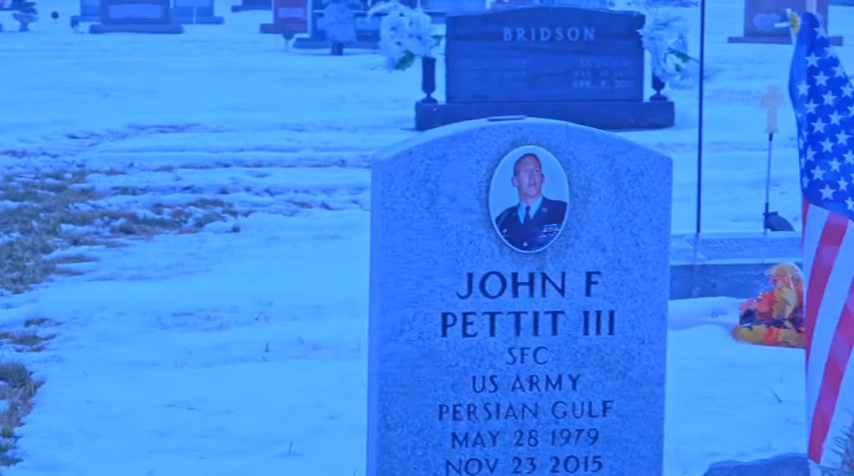 BRIDSON
JOHN F
PETTIT III
SFC
US ARMY
PERSIAN GULF
MAY 28 1979
NOV 23 2015